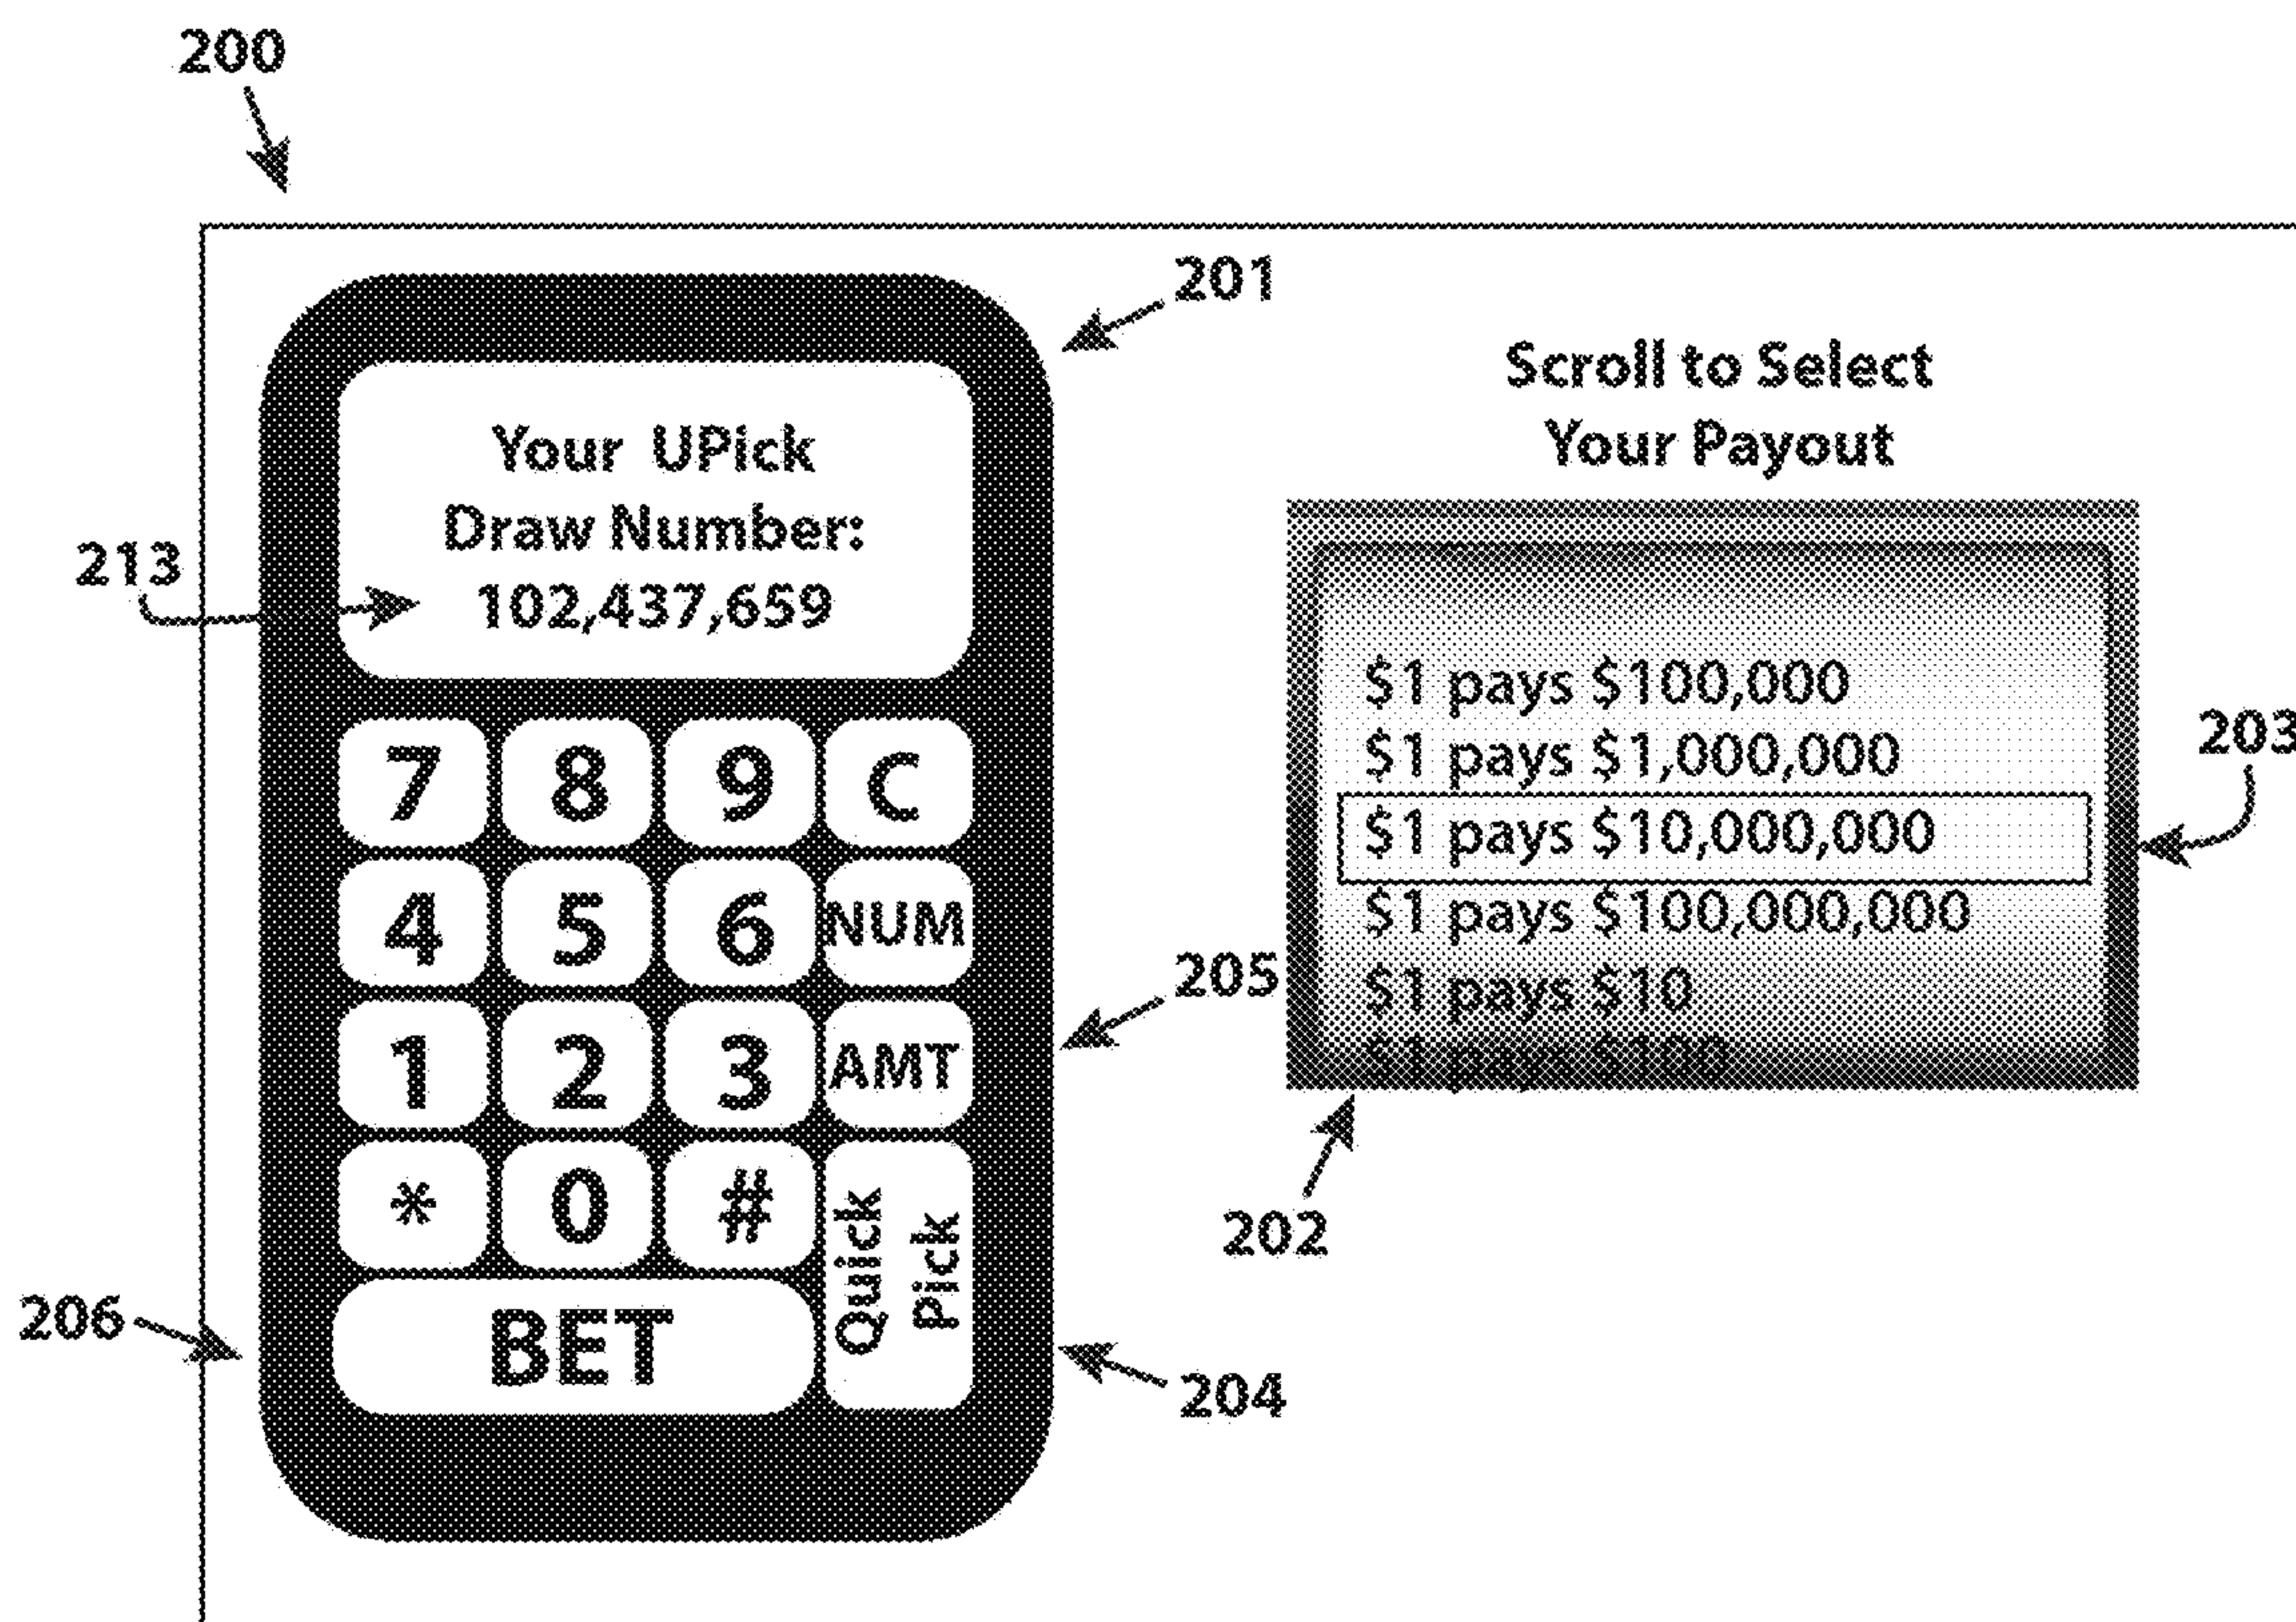 200
201
Scroll to Select
Your Payout
Your UPick
Draw Number:
102,437,659
213
$1 pays $100,000
$1 pays $1,000,000
$1 pays $10,000,000
$1 pays $100,000,000
$1 pays $10
$1 pays $100
203
7 8 9 C
4 5 6 NUM
205
1 2 3 AMT
* 0 #
Quick
Pick
202
206
BET
204